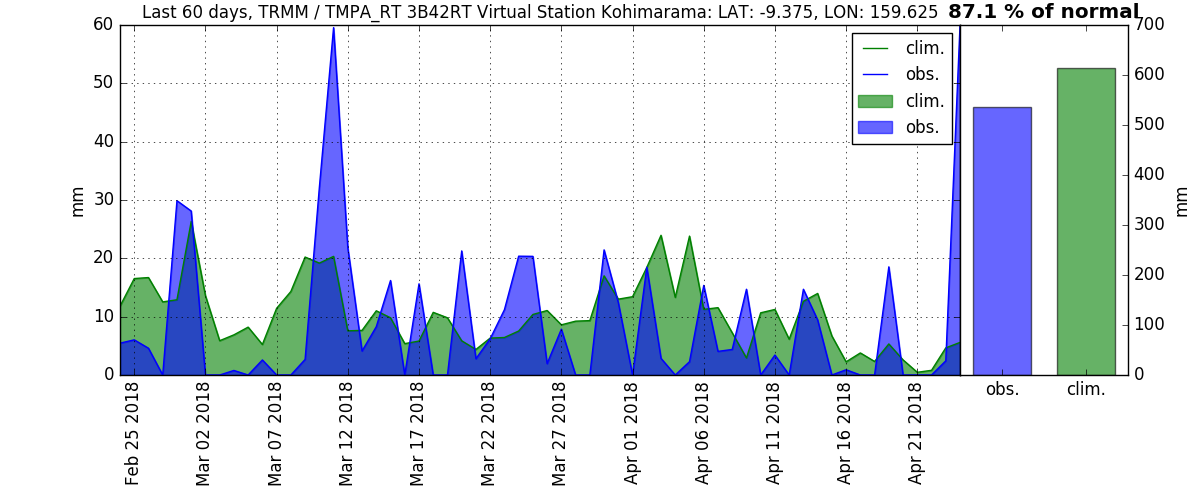 Last 60 days, TRMM / TMPA_RT 3B42RT Virtual Station Kohimarama: LAT: -9.375, LON: 159.625 87.1 % of normal
60
50
40
30
20
10
0
mm
clim.
obs.
clim.
obs.
700
600
500
400
300
200
100
0
mm
obs. clim.
Feb 25 2018
Mar 02 2018
Mar 07 2018
Mar 12 2018
Mar 17 2018
Mar 22 2018
Mar 27 2018
Apr 01 2018
Apr 06 2018
Apr 11 2018
Apr 16 2018
Apr 21 2018